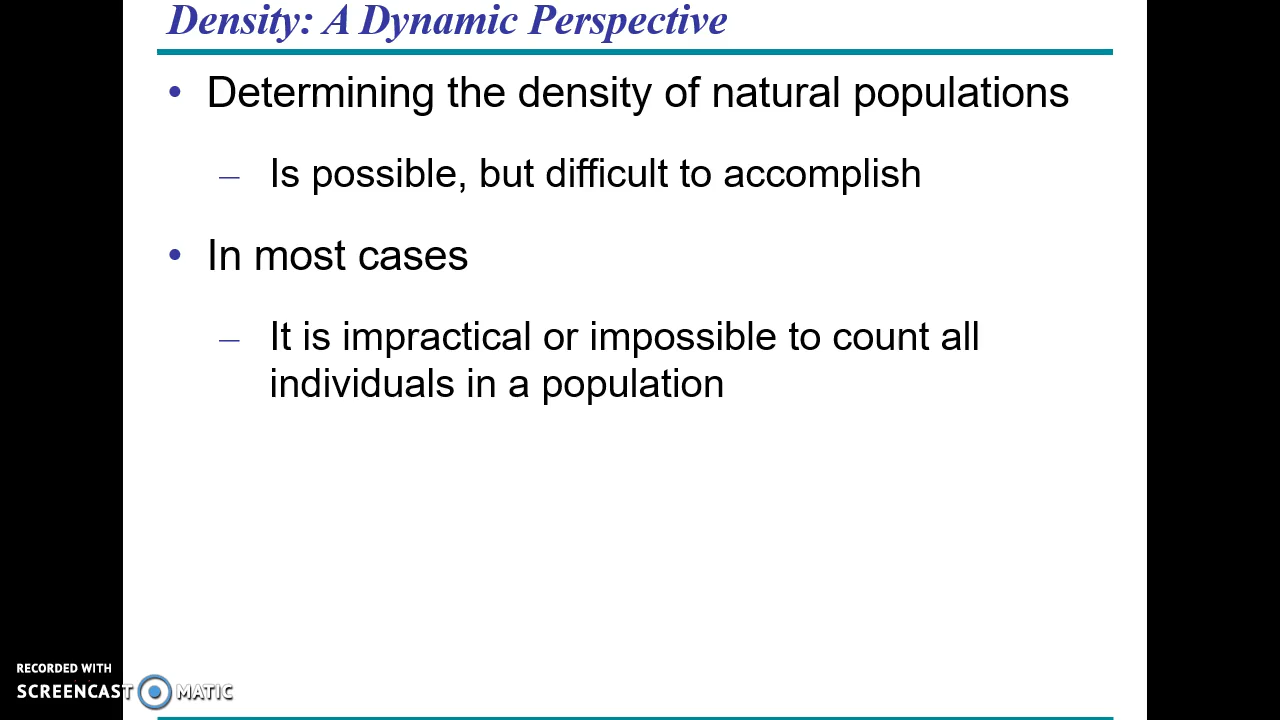 Density: A Dynamic Perspective
• Determining the density of natural populations
– Is possible, but difficult to accomplish
• In most cases
– It is impractical or impossible to count all
individuals in a population
RECORDED WITH
SCREENCAST MATIC